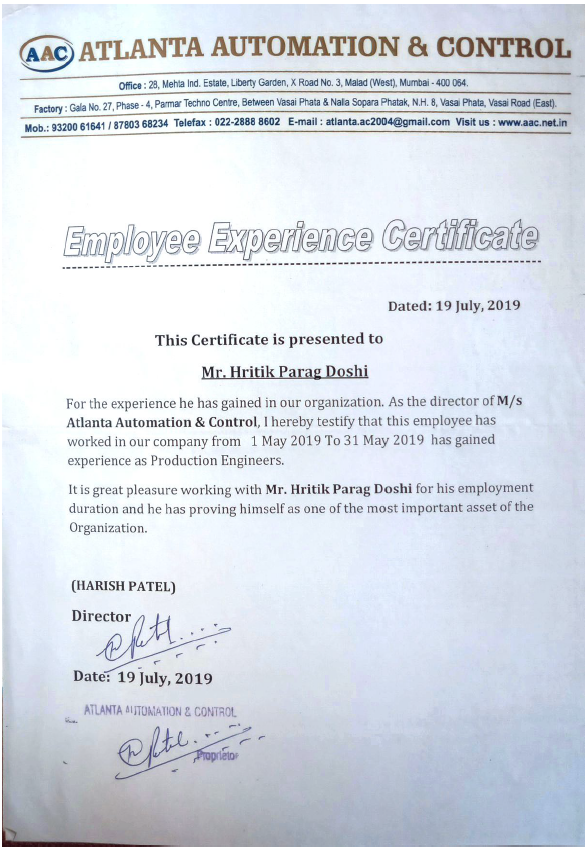 AAC ATLANTA AUTOMATION & CONTROL
Office : 28, Mehta Ind. Estate, Liberty Garden, X Road No. 3, Malad (West), Mumbai - 400 064.
Factory : Gala No. 27, Phase - 4, Parmar Techno Centre, Between Vasai Phata & Nalla Sopara Phatak, N.H. 8, Vasai Phata, Vasai Road (East).
Mob.: 93200 61641 / 87803 68234 Telefax : 022-2888 8602 E-mail : atlanta.ac2004@gmail.com Visit us : www.aac.net.in
Employee Experience Certificate
Dated: 19 July, 2019
This Certificate is presented to
Mr. Hritik Parag Doshi
For the experience he has gained in our organization. As the director of M/s
Atlanta Automation & Control, I hereby testify that this employee has
worked in our company from 1 May 2019 To 31 May 2019 has gained
experience as Production Engineers.
It is great pleasure working with Mr. Hritik Parag Doshi for his employment
duration and he has proving himself as one of the most important asset of the
Organization.
(HARISH PATEL)
Director
Date: 19 July, 2019
ATLANTA AUTOMATION & CONTROL
Proprietor